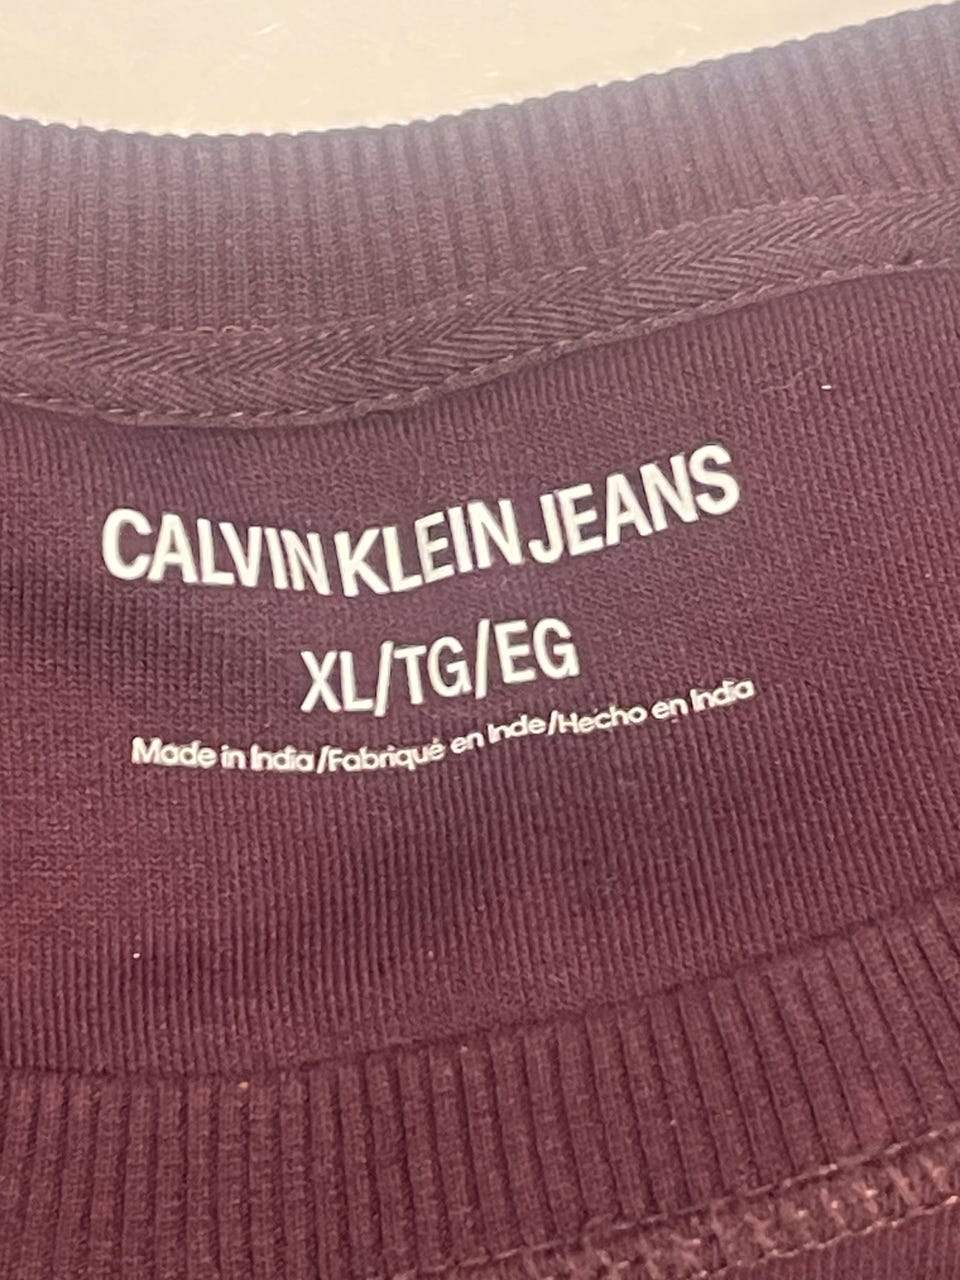 CALVIN KLEIN JEANS
XL/TG/EG
Made in India/Fabriqué en Inde/Hecho en India